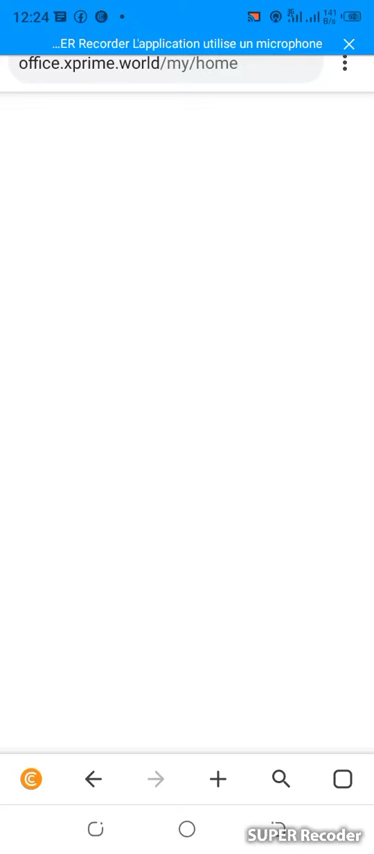 12:24
141
B/s
...ER Recorder L'application utilise un microphone
office.xprime.world/my/home
SUPER Recoder